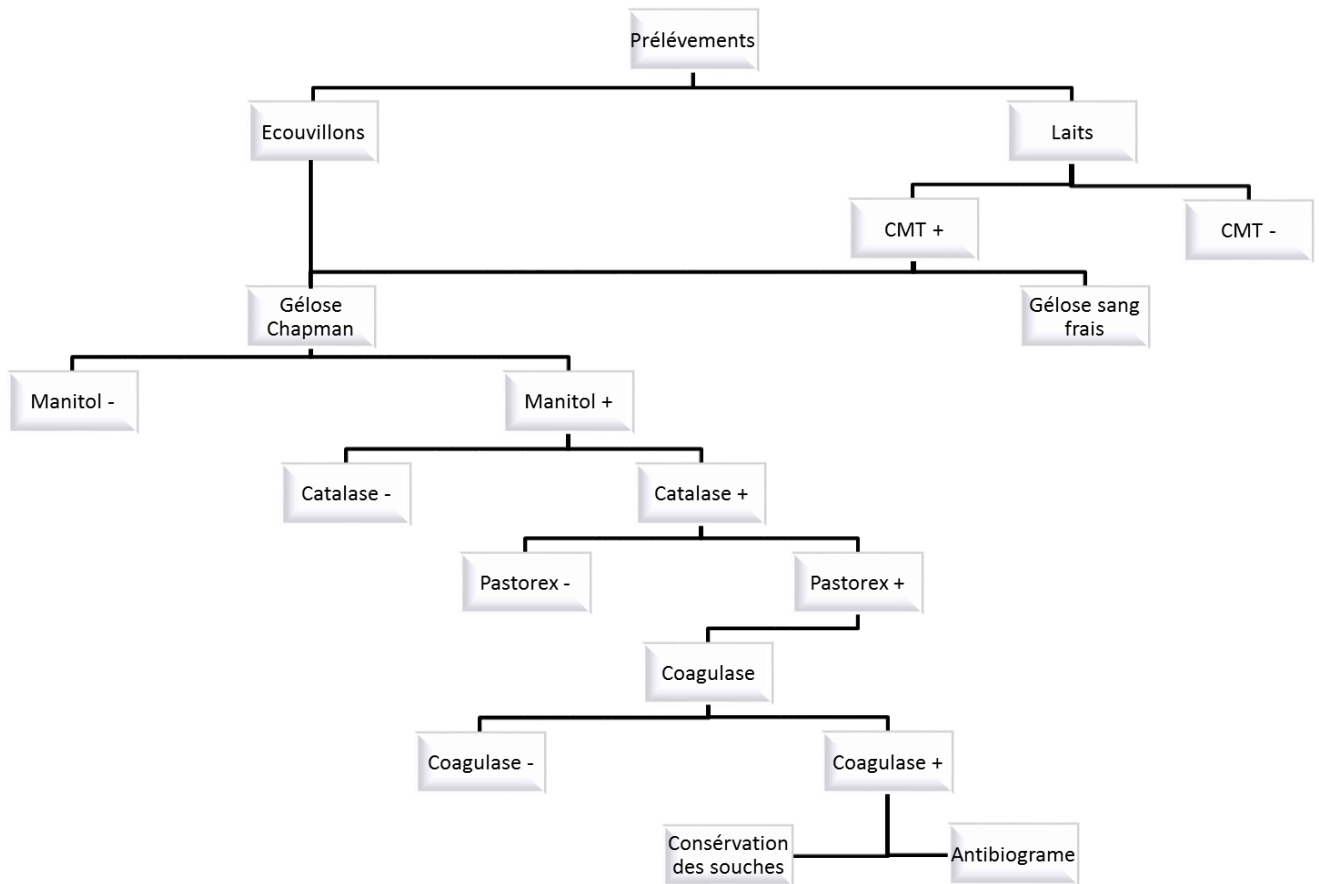 Prélévements
Ecouvillons
Laits
CMT +
CMT -
Gélose
Chapman
Gélose sang
frais
Manitol -
Manitol +
Catalase -
Catalase +
Pastorex -
Pastorex +
Coagulase
Coagulase -
Coagulase +
Consérvation
des souches
Antibiograme